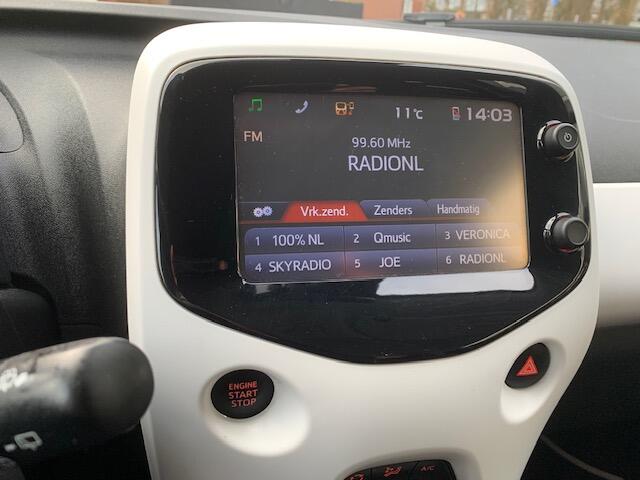 11°C 14:03
FM
99.60 MHz
RADIONL
Vrk.zend. Zenders Handmatig
1 100% NL 2 Qmusic 3 VERONICA
4 SKYRADIO 5 JOE 6 RADIONL
ENGINE
START
STOP
A/C